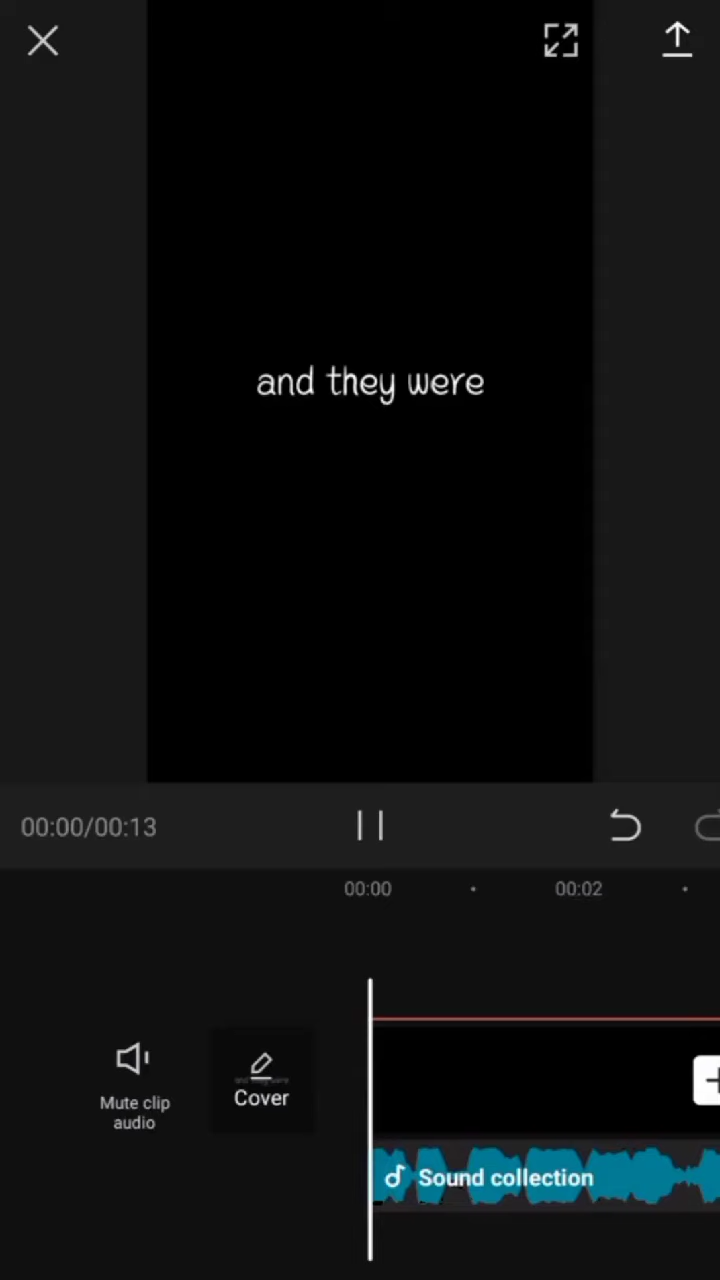 and they were
00:00/00:13
00:00
00:02
Mute clip
audio
Cover
Sound collection